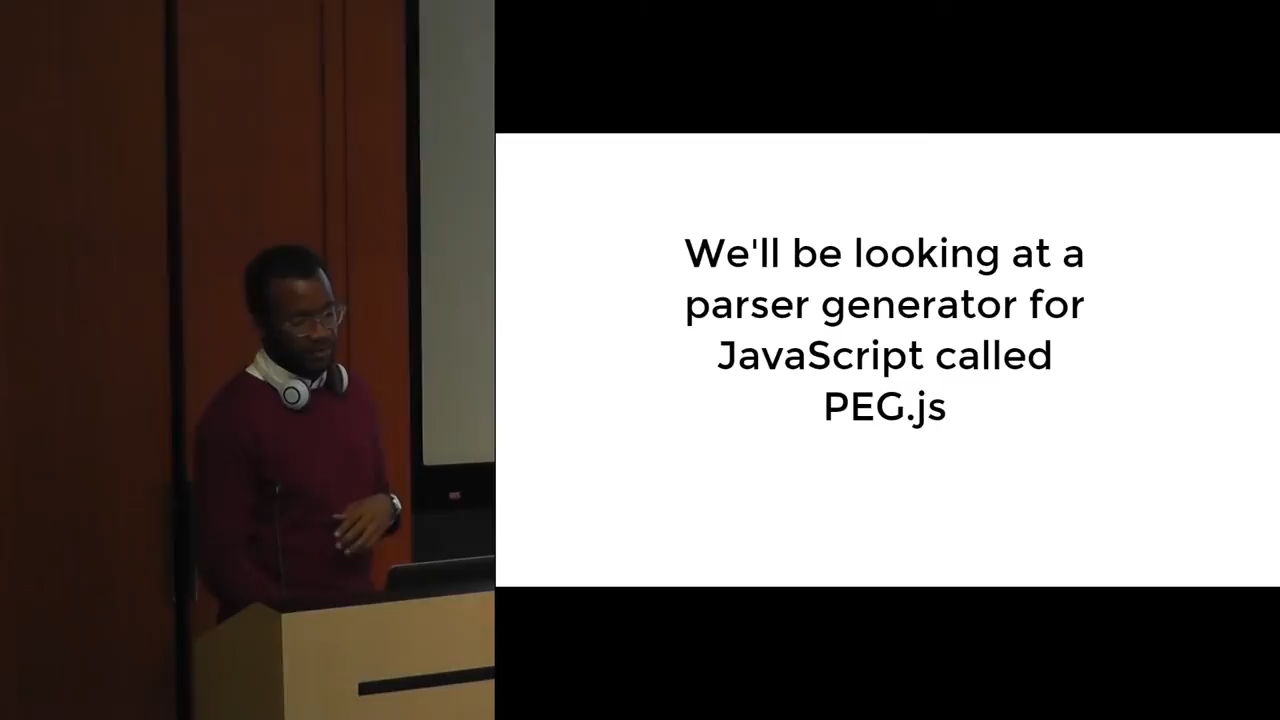 We'll be looking at a
parser generator for
JavaScript called
PEG.js